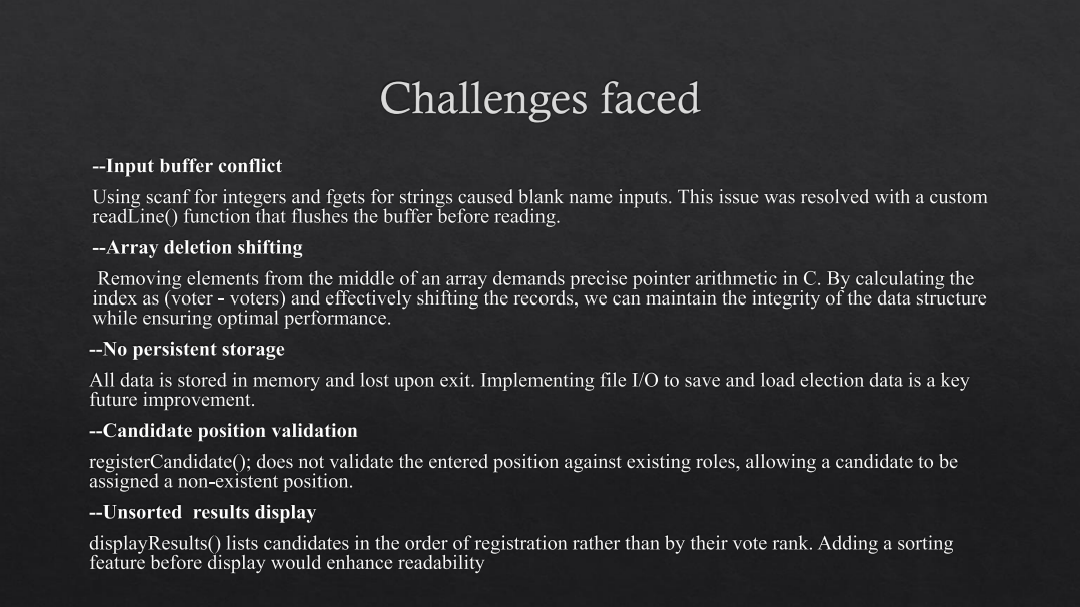 Challenges faced
--Input buffer conflict
Using scanf for integers and fgets for strings caused blank name inputs. This issue was resolved with a custom
readLine() function that flushes the buffer before reading.
--Array deletion shifting
Removing elements from the middle of an array demands precise pointer arithmetic in C. By calculating the
index as (voter - voters) and effectively shifting the records, we can maintain the integrity of the data structure
while ensuring optimal performance.
--No persistent storage
All data is stored in memory and lost upon exit. Implementing file I/O to save and load election data is a key
future improvement.
--Candidate position validation
registerCandidate(); does not validate the entered position against existing roles, allowing a candidate to be
assigned a non-existent position.
--Unsorted  results display
displayResults() lists candidates in the order of registration rather than by their vote rank. Adding a sorting
feature before display would enhance readability